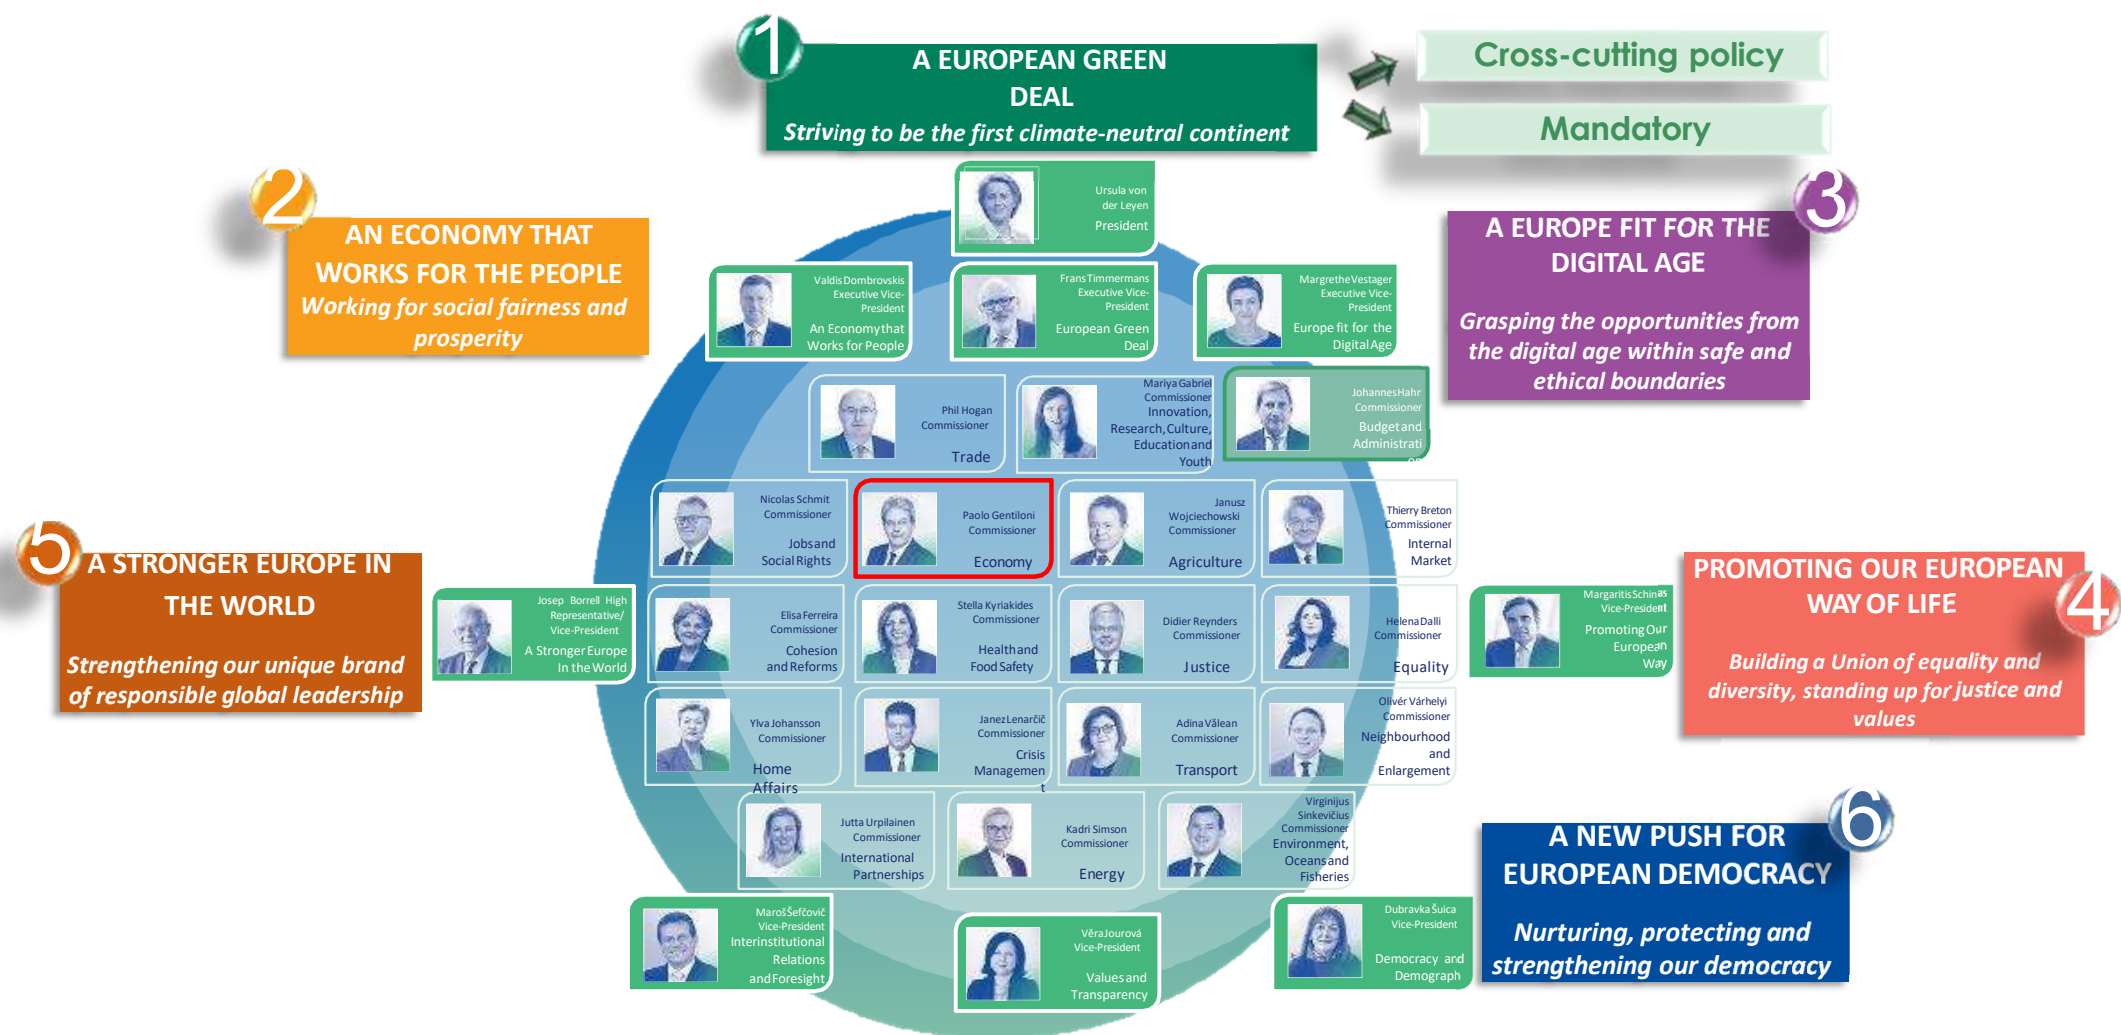 1
A EUROPEAN GREEN
DEAL
Striving to be the first climate-neutral continent
Cross-cutting policy
Mandatory
2
AN ECONOMY THAT
WORKS FOR THE PEOPLE
Working for social fairness and
prosperity
3
A EUROPE FIT FOR THE
DIGITAL AGE
Grasping the opportunities from
the digital age within safe and
ethical boundaries
Ursula von
der Leyen
President
Valdis Dombrovskis
Executive Vice-
President
An Economy that
Works for People
Frans Timmermans
Executive Vice-
President
European Green
Deal
Margrethe Vestager
Executive Vice-
President
Europe fit for the
Digital Age
Phil Hogan
Commissioner
Trade
Mariya Gabriel
Commissioner
Innovation,
Research, Culture,
Education and
Youth
Johannes Hahn
Commissioner
Budget and
Administrati
on
Nicolas Schmit
Commissioner
Jobs and
Social Rights
Paolo Gentiloni
Commissioner
Economy
Janusz
Wojciechowski
Commissioner
Agriculture
Thierry Breton
Commissioner
Internal
Market
5
A STRONGER EUROPE IN
THE WORLD
Strengthening our unique brand
of responsible global leadership
Josep Borrell High
Representative/
Vice-President
A Stronger Europe
In the World
Elisa Ferreira
Commissioner
Cohesion
and Reforms
Stella Kyriakides
Commissioner
Health and
Food Safety
Didier Reynders
Commissioner
Justice
Helena Dalli
Commissioner
Equality
Margaritis Schinas
Vice-President
Promoting Our
European
Way
4
PROMOTING OUR EUROPEAN
WAY OF LIFE
Building a Union of equality and
diversity, standing up for justice and
values
Ylva Johansson
Commissioner
Home
Affairs
Janez Lenarčič
Commissioner
Crisis
Managemen
t
Adina Vălean
Commissioner
Transport
Olivér Várhelyi
Commissioner
Neighbourhood
and
Enlargement
Jutta Urpilainen
Commissioner
International
Partnerships
Kadri Simson
Commissioner
Energy
Virginijus
Sinkevičius
Commissioner
Environment,
Oceans and
Fisheries
6
A NEW PUSH FOR
EUROPEAN DEMOCRACY
Nurturing, protecting and
strengthening our democracy
Maroš Šefčovič
Vice-President
Interinstitutional
Relations
and Foresight
Věra Jourová
Vice-President
Values and
Transparency
Dubravka Šuica
Vice-President
Democracy and
Demograph